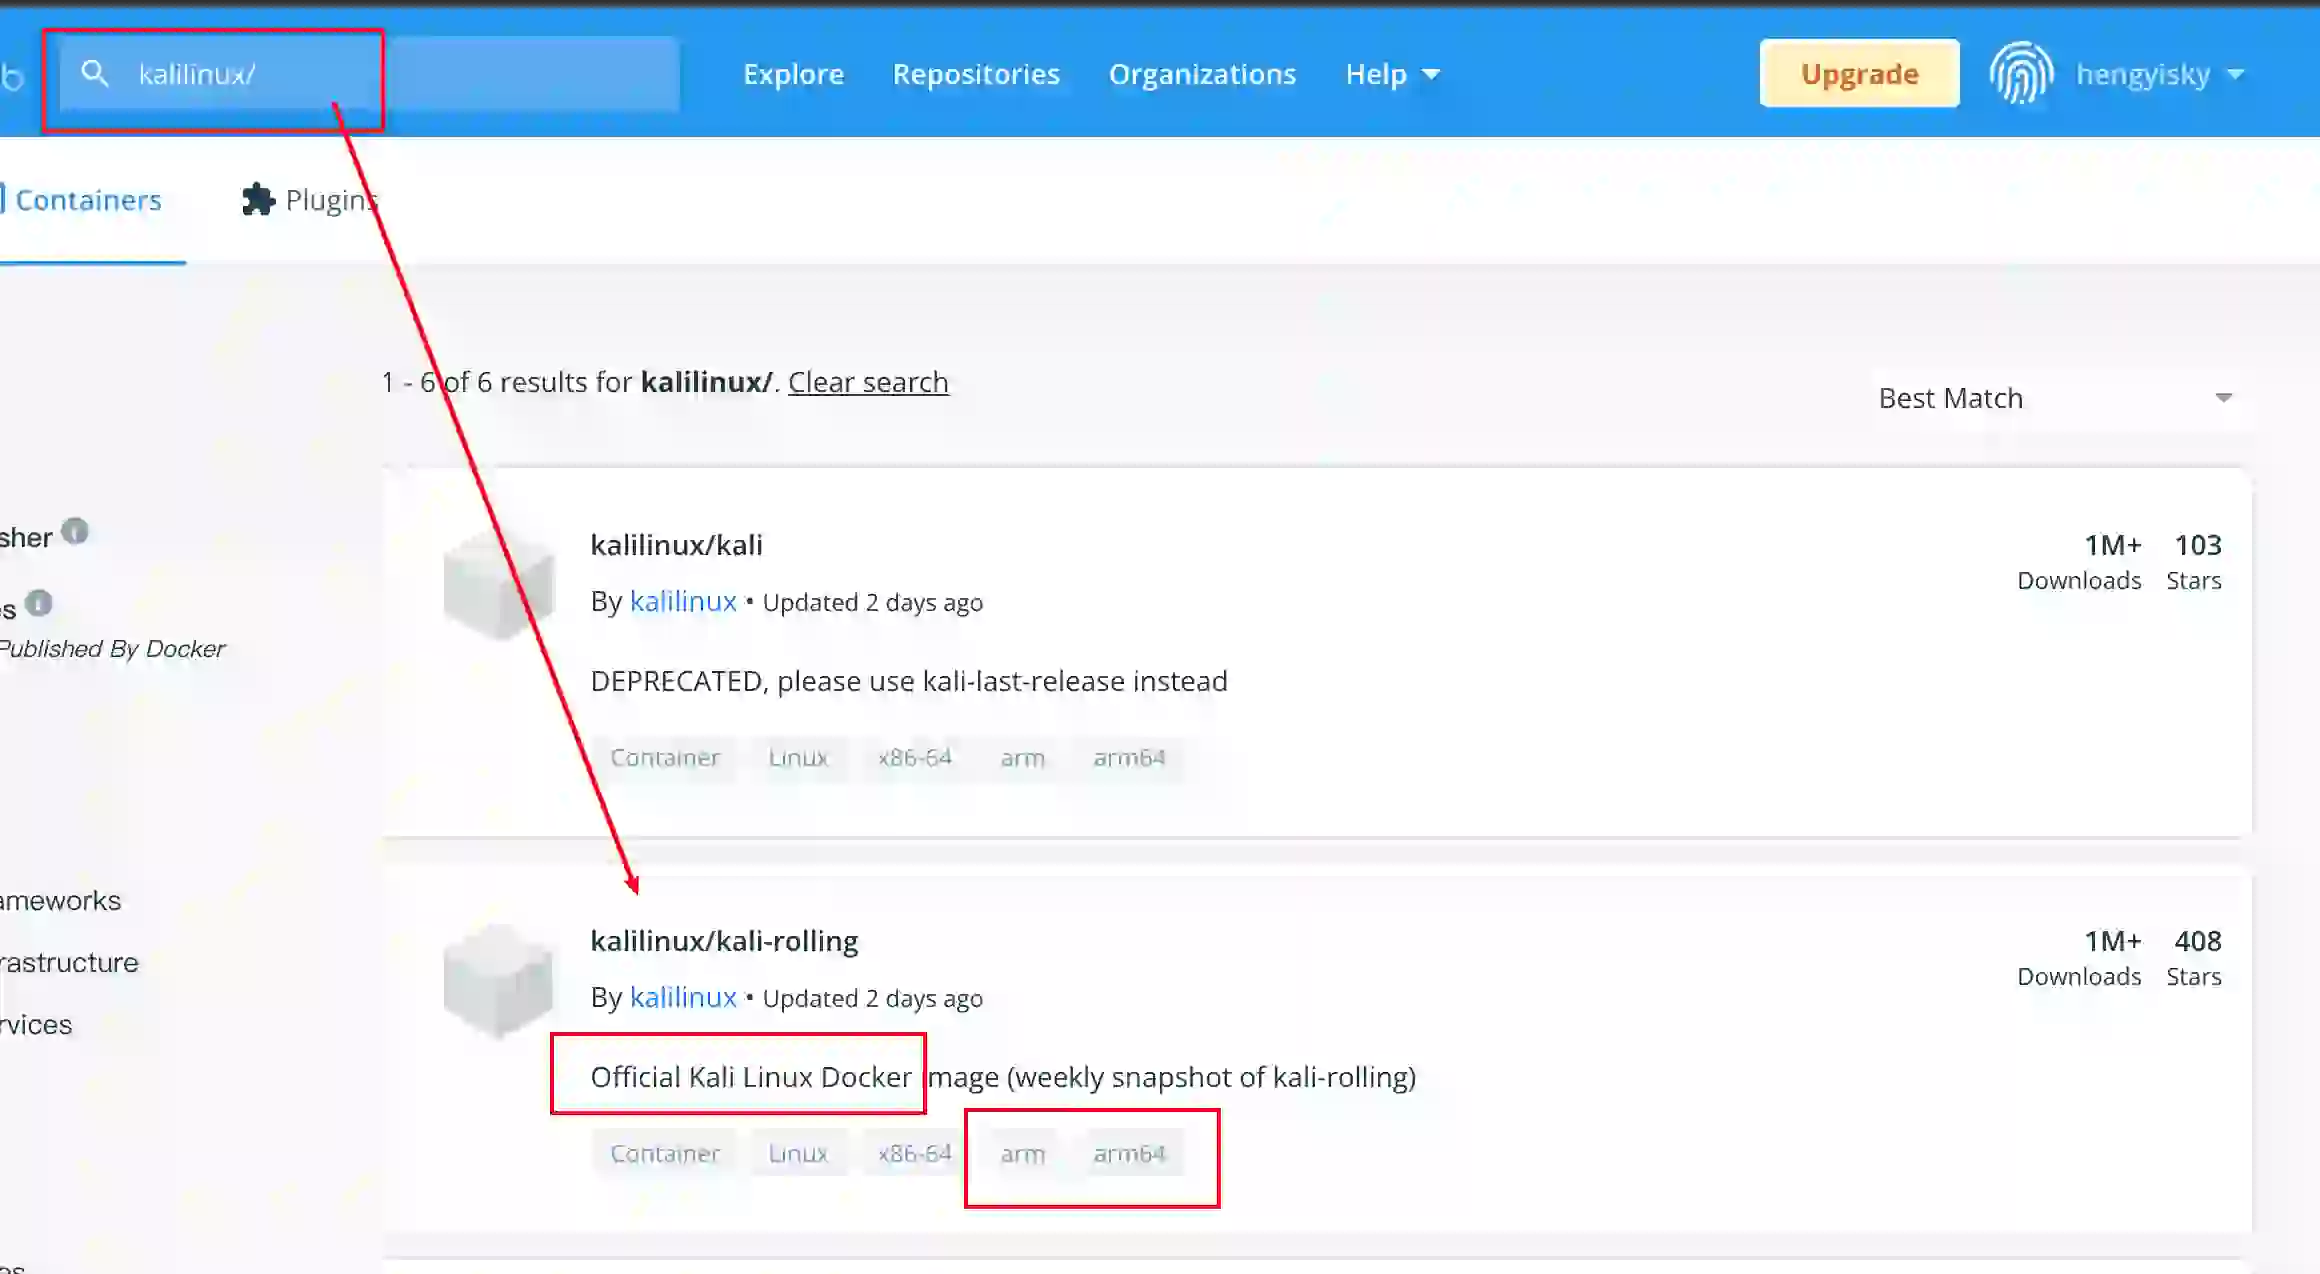 b kalilinux/ Explore Repositories Organizations Help Upgrade hengyisky
Containers Plugins
1 - 6 of 6 results for kalilinux/. Clear search
Best Match
sher
kalilinux/kali
1M+ 103
By kalilinux • Updated 2 days ago
Downloads Stars
s
Published By Docker
DEPRECATED, please use kali-last-release instead
Container Linux x86-64 arm arm64
ameworks
kalilinux/kali-rolling
1M+ 408
rastructure
By kalilinux • Updated 2 days ago
Downloads Stars
rvices
Official Kali Linux Docker image (weekly snapshot of kali-rolling)
Container Linux x86-64 arm arm64